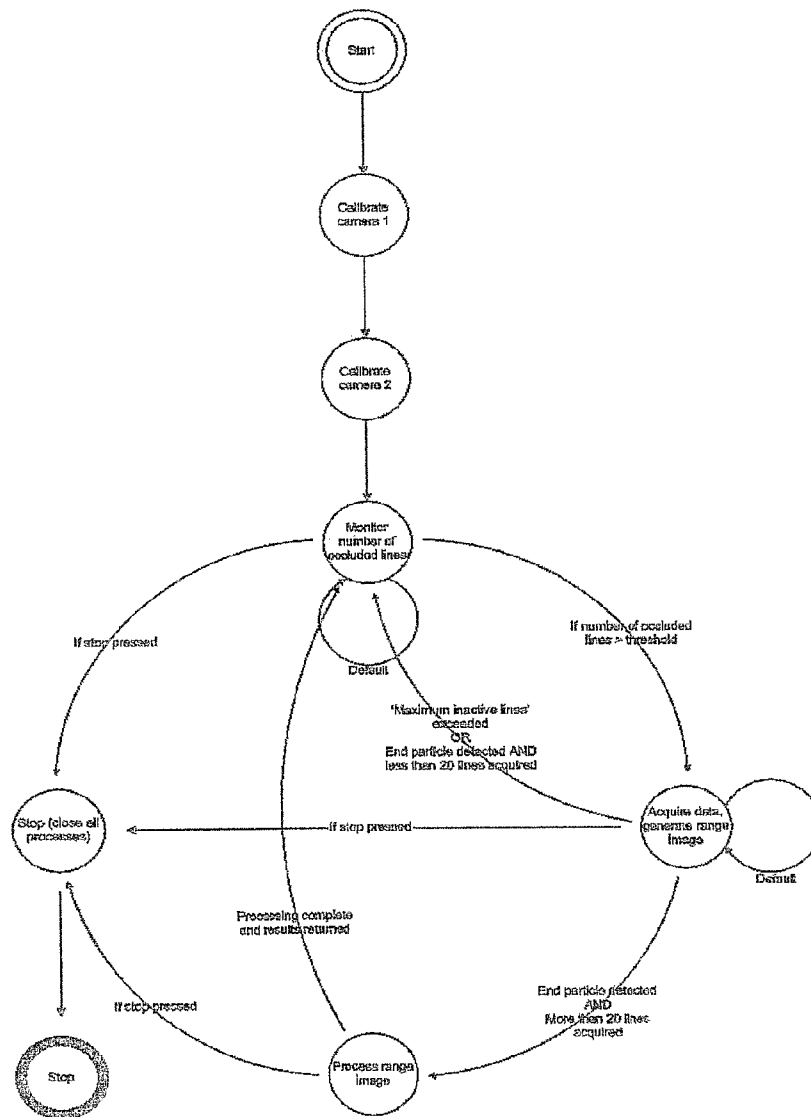 Start
Calibrate
camera 1
Calibrate
camera 2
Monitor
number of
occluded lines
If stop pressed
If number of occluded
lines > threshold
Default
'Maximum inactive lines'
exceeded
OR
End particle detected AND
less than 20 lines acquired
Stop (close all
processes)
If stop pressed
Acquire data,
generate range
image
Default
Processing complete
and results returned
If stop pressed
End particle detected
AND
More then 20 lines
acquired
Stop
Process range
image